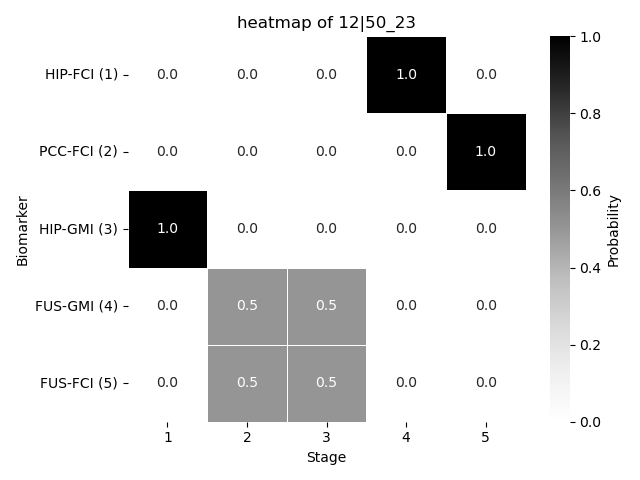 heatmap of 12|50_23
HIP-FCI (1)
0.0 0.0 0.0 1.0 0.0
PCC-FCI (2)
0.0 0.0 0.0 0.0 1.0
HIP-GMI (3)
1.0 0.0 0.0 0.0 0.0
FUS-GMI (4)
0.0 0.5 0.5 0.0 0.0
FUS-FCI (5)
0.0 0.5 0.5 0.0 0.0
1 2 3 4 5
Stage
Biomarker
1.0
0.8
0.6
0.4
0.2
0.0
Probability